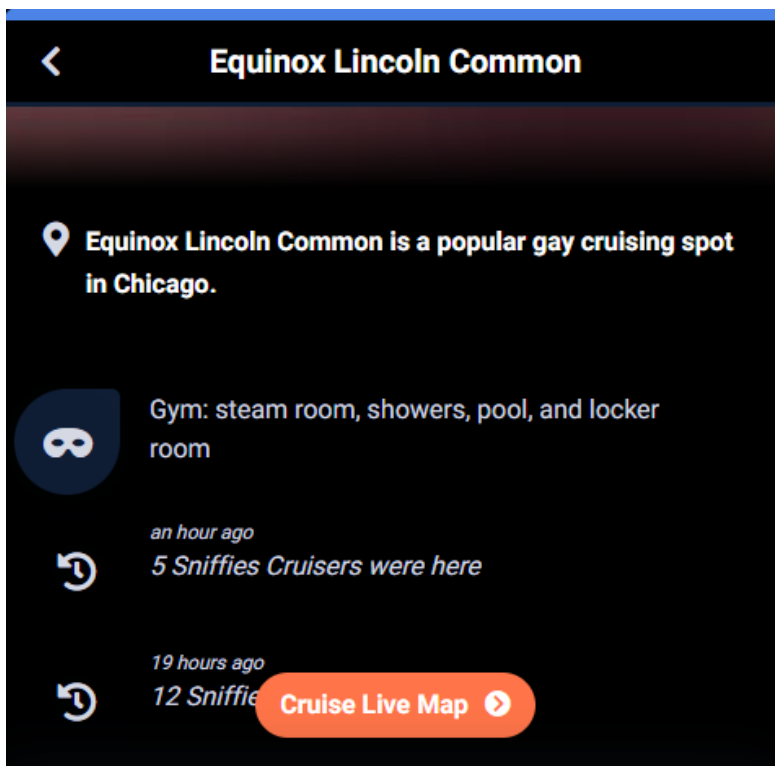 Equinox Lincoln Common
Equinox Lincoln Common is a popular gay cruising spot
in Chicago.
Gym: steam room, showers, pool, and locker
room
an hour ago
5 Sniffies Cruisers were here
19 hours ago
12
Cruise Live Map